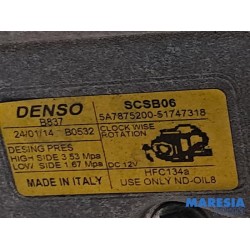 DENSO
SCSB06
B837
5A7875200-51747318
24/01/14 B0532
CLOCK WISE
ROTATION
DESING PRES
HIGH SIDE 3.53 Mpa
LOW SIDE 1.67 Mpa
DC 12V
HFC134a
MADE IN ITALY
USE ONLY ND-OIL8
MARESIA